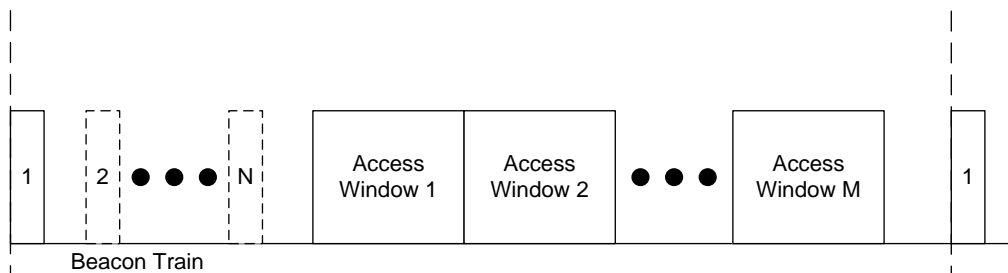 1
2
N
Access
Window 1
Access
Window 2
Access
Window M
1
Beacon Train